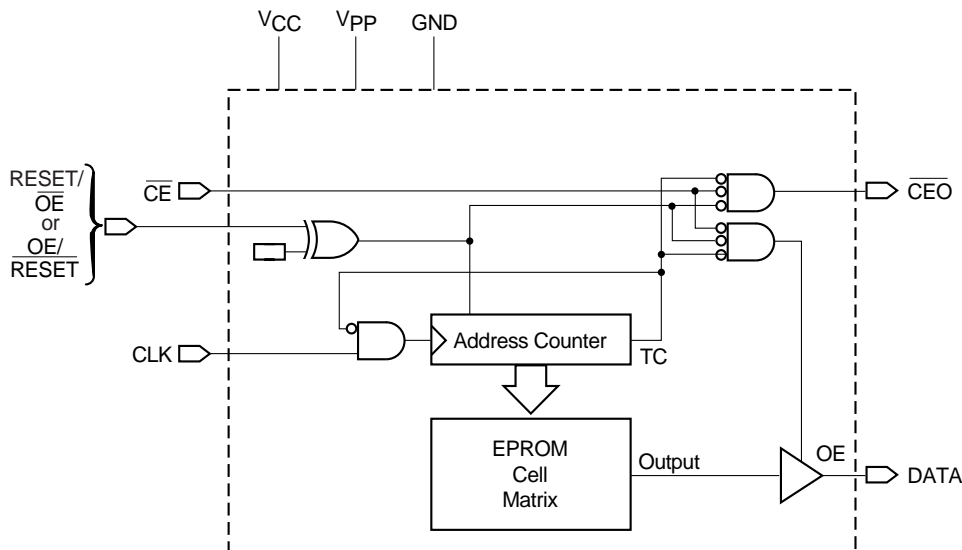 VCC
VPP
GND
RESET/
OE
or
OE/
RESET
CE
CEO
CLK
Address Counter
TC
EPROM
Cell
Matrix
Output
OE
DATA